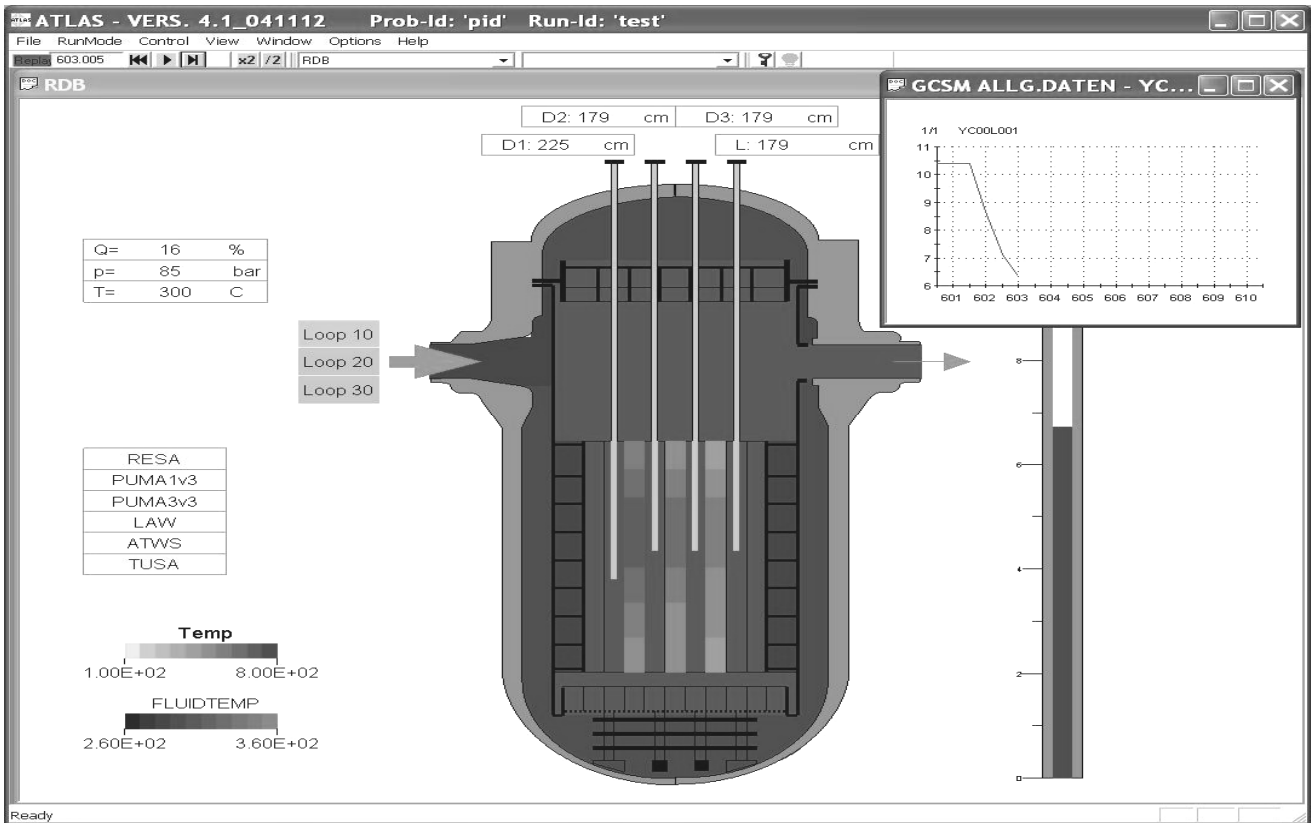 ATLAS - VERS. 4.1_041112 Prob-Id: 'pid' Run-Id: 'test'
File RunMode Control View Window Options Help
Replay 603.005 x2 /2 RDB
RDB
GCSM ALLG.DATEN - YC...
D2: 179 cm D3: 179 cm
D1: 225 cm L: 179 cm
1/1 YC00L001
11
10
9
8
7
6
601 602 603 604 605 606 607 608 609 610
Q= 16 %
p= 85 bar
T= 300 C
Loop 10
Loop 20
Loop 30
8
6
4
2
0
RESA
PUMA1v3
PUMA3v3
LAW
ATWS
TUSA
Temp
1.00E+02 8.00E+02
FLUIDTEMP
2.60E+02 3.60E+02
Ready